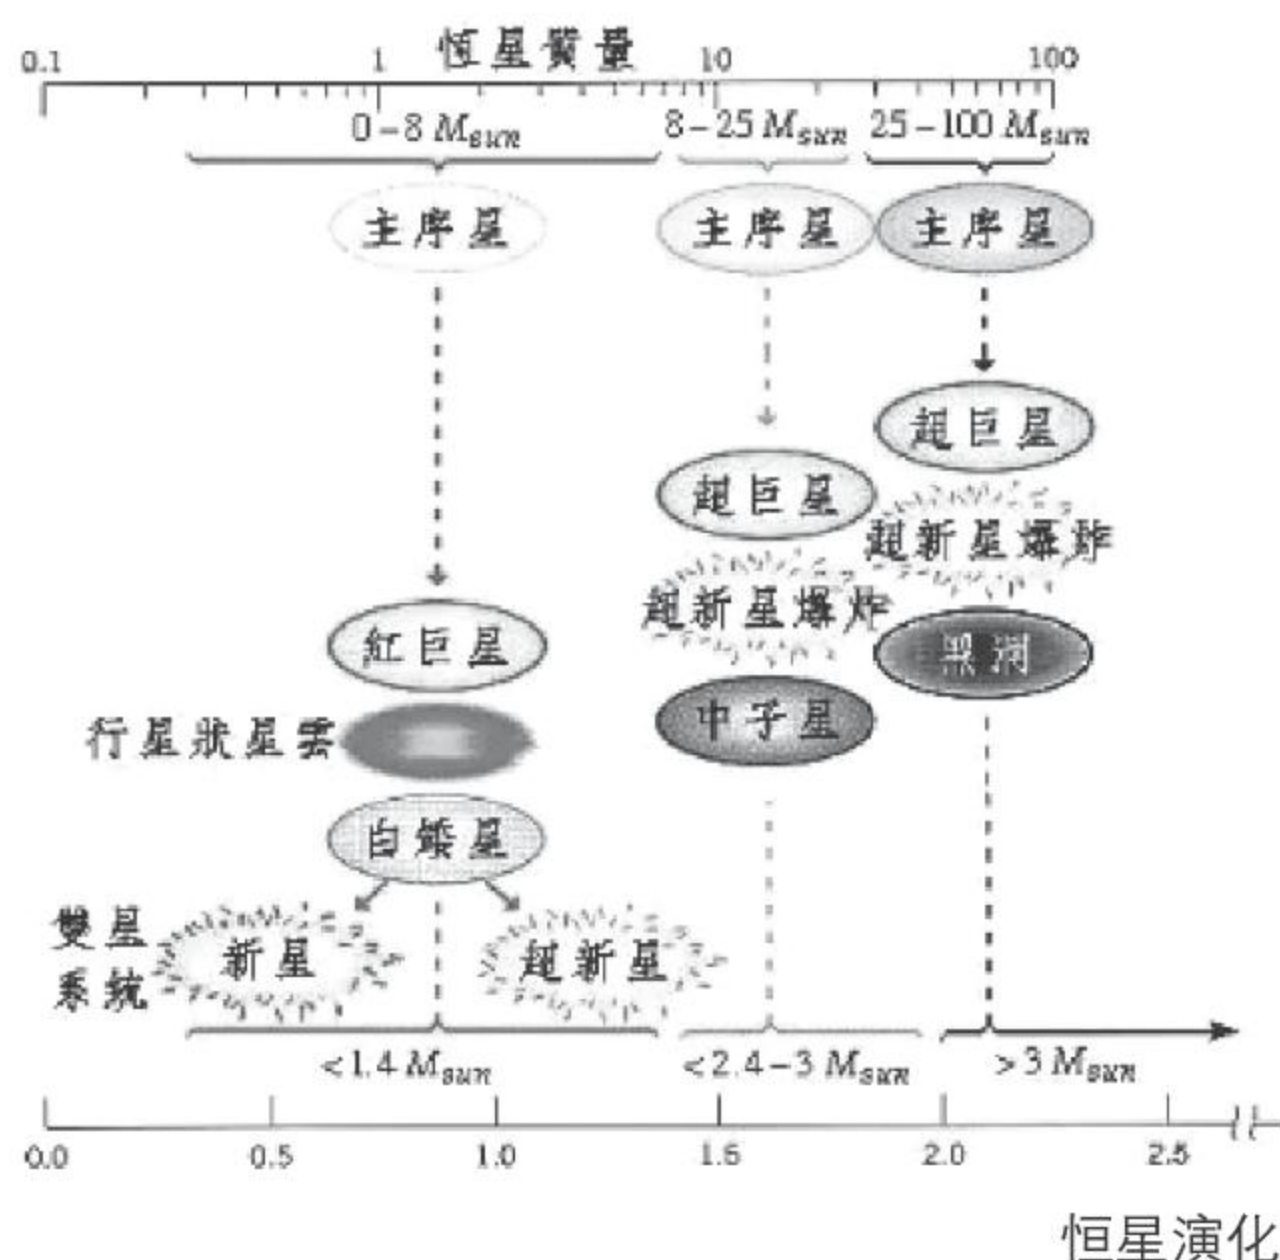 恆星質量
0.1 1 10 100
0–8 Msun 8–25 Msun 25–100 Msun
主序星 主序星 主序星
超巨星
超巨星
超新星爆炸
超新星爆炸
紅巨星
黑洞
中子星
行星狀星雲
白矮星
雙星系統
新星 超新星
<1.4 Msun <2.4–3 Msun >3 Msun
0.0 0.5 1.0 1.5 2.0 2.5
恒星演化